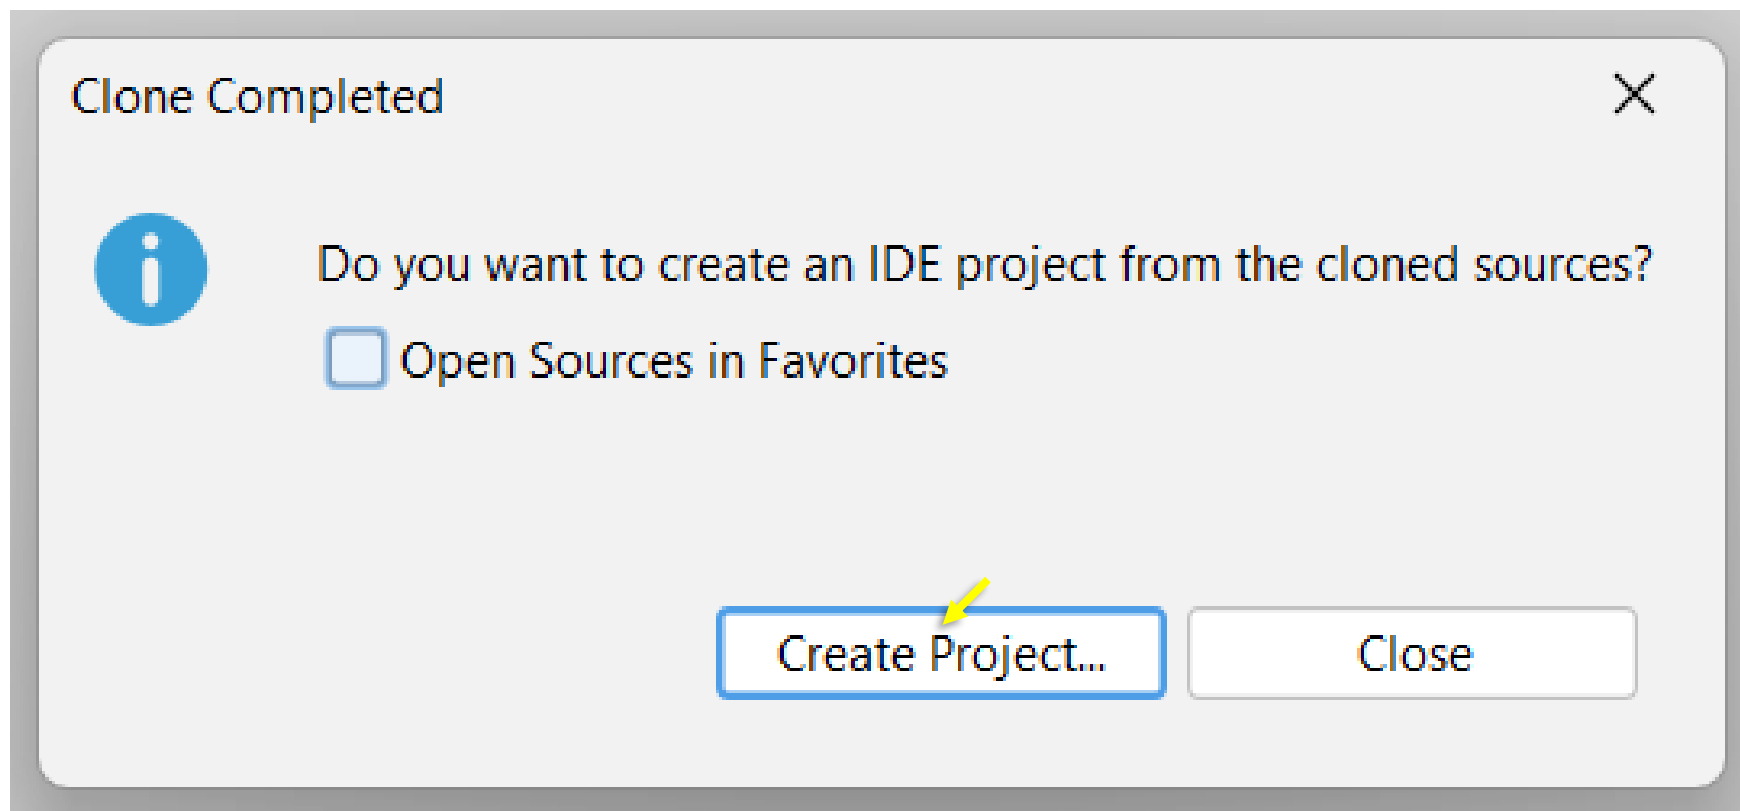 Clone Completed
Do you want to create an IDE project from the cloned sources?
Open Sources in Favorites
Create Project...
Close